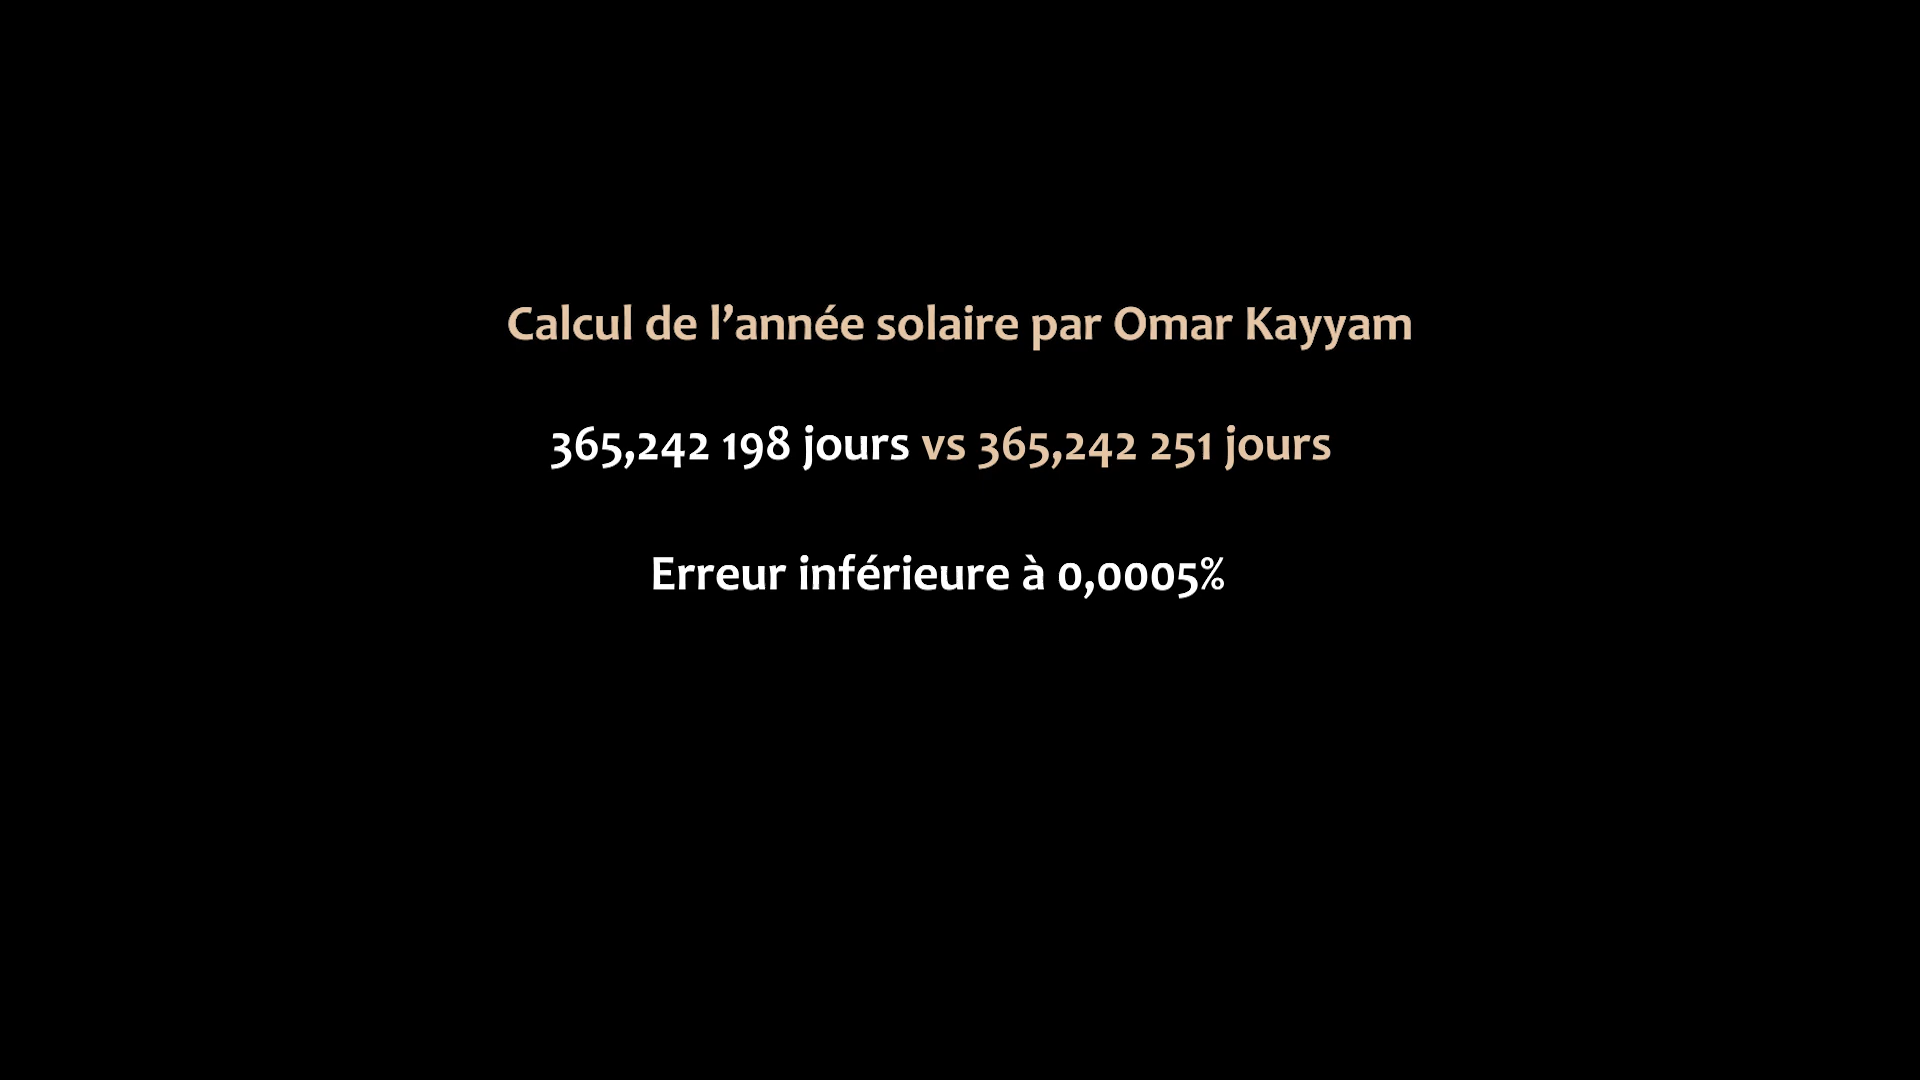 Calcul de l’année solaire par Omar Kayyam
365,242 198 jours vs 365,242 251 jours
Erreur inférieure à 0,0005%